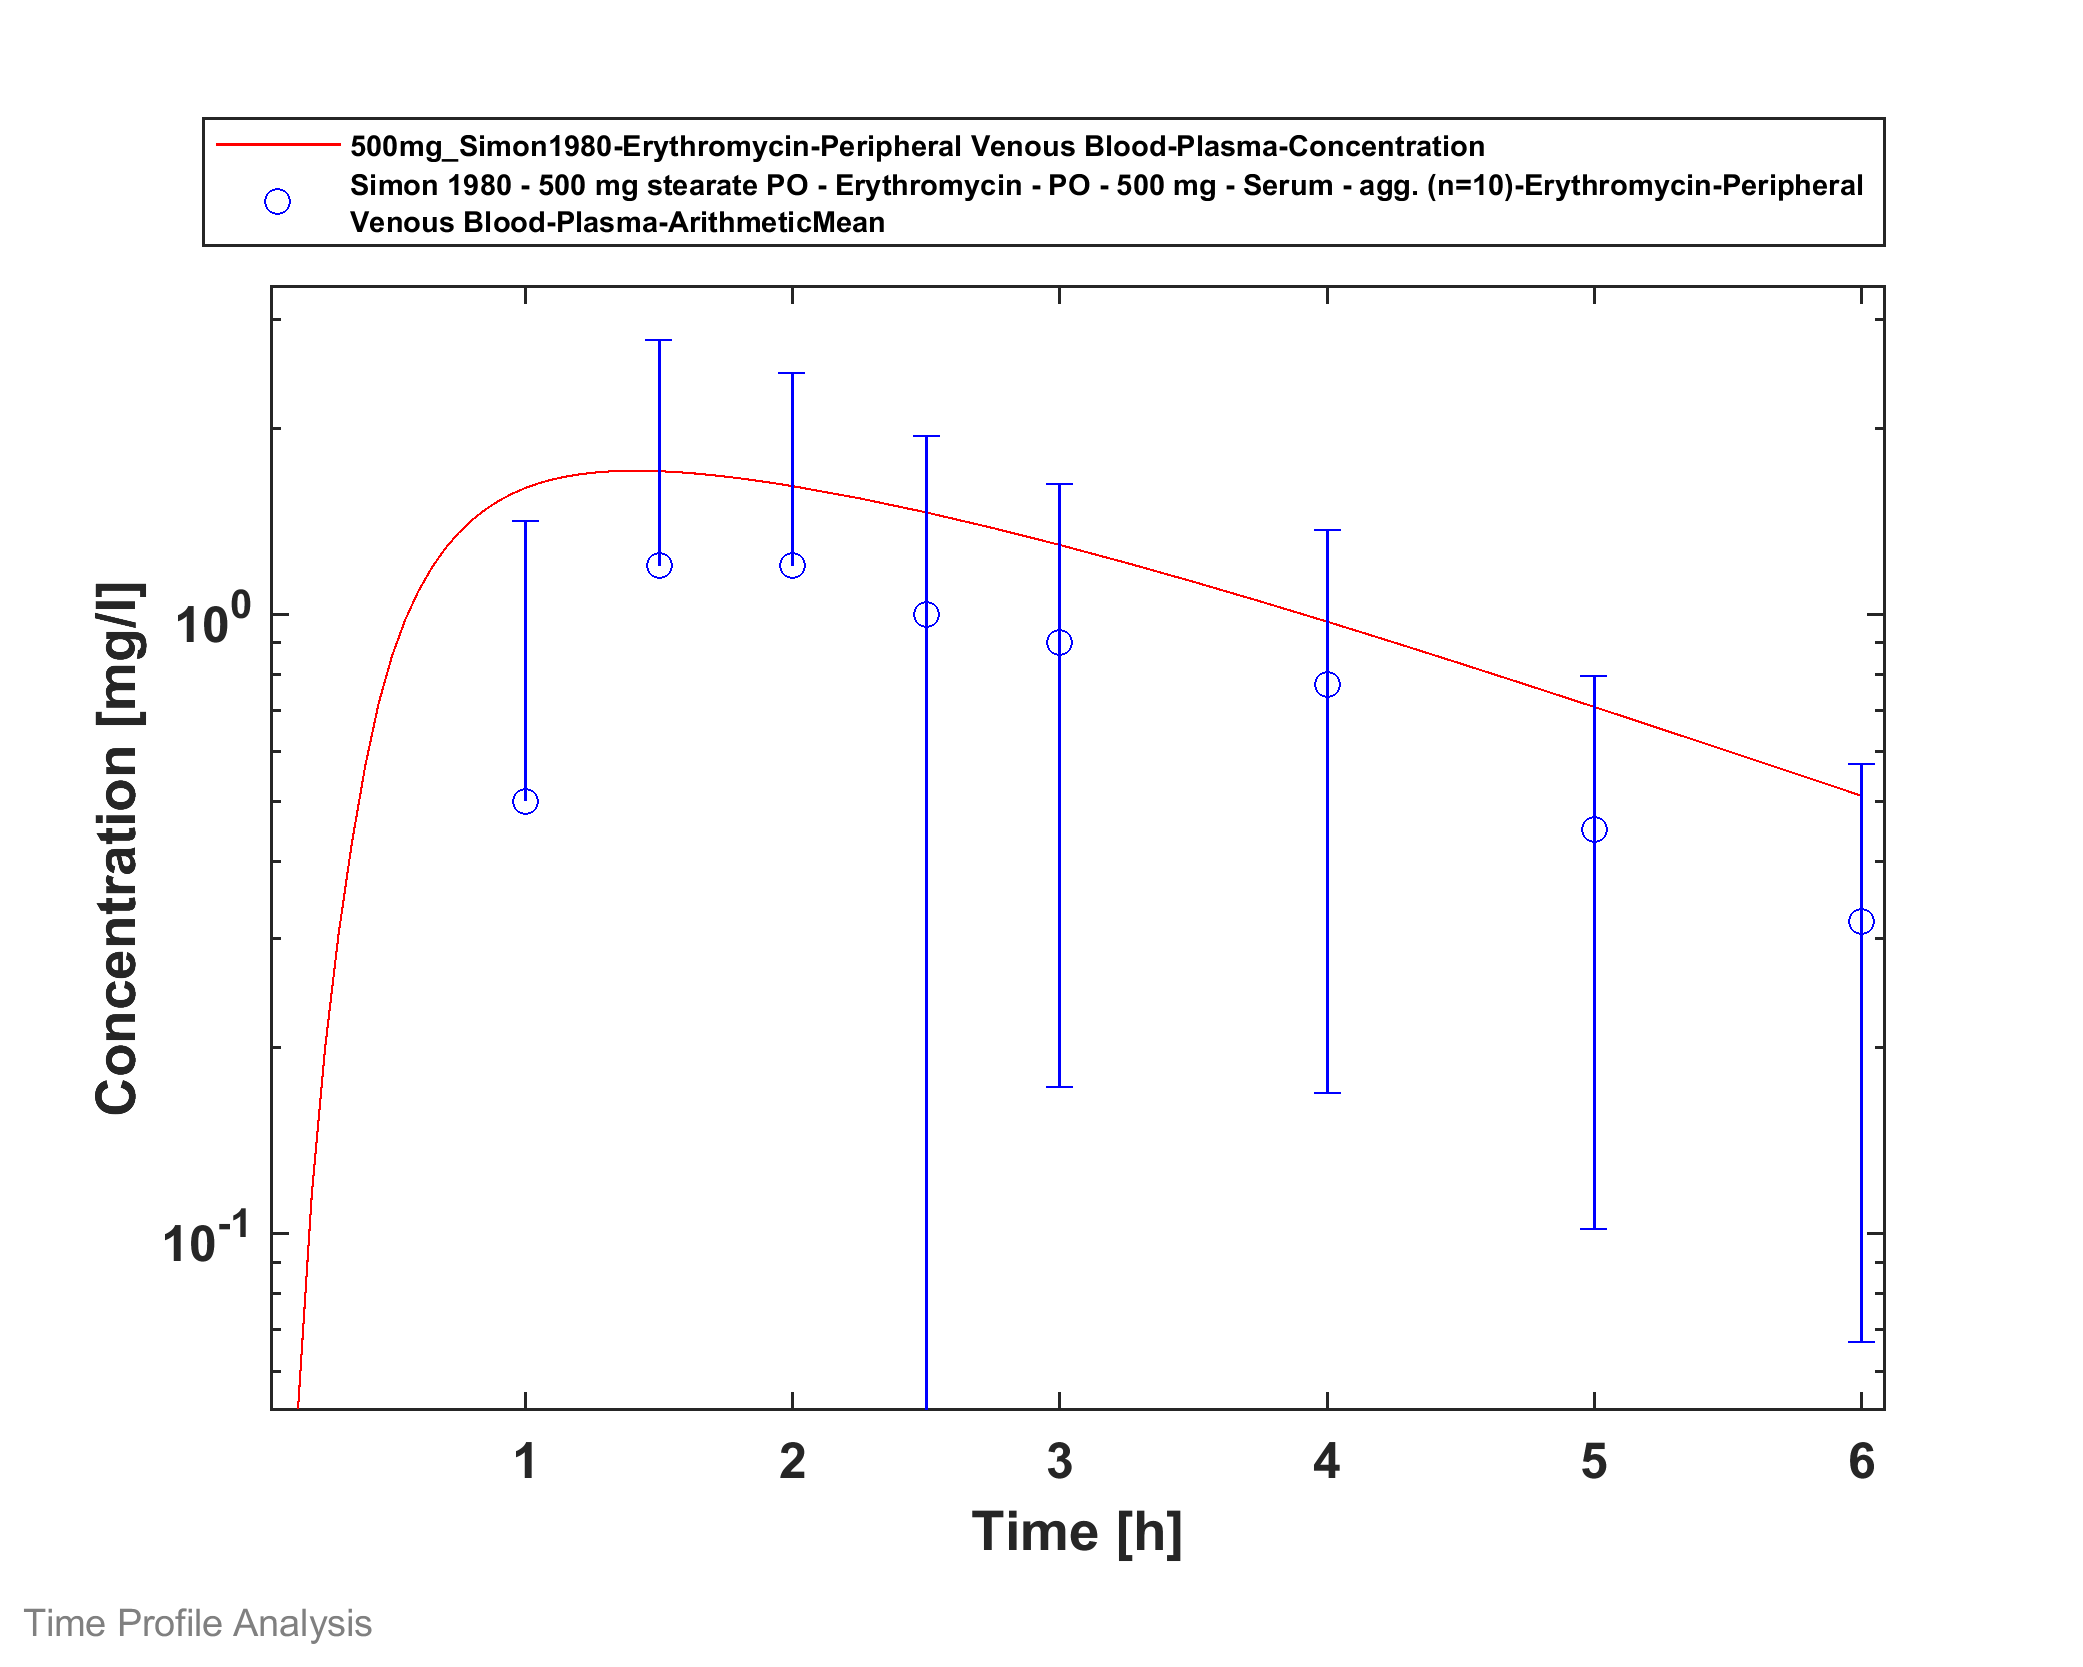 500mg_Simon1980-Erythromycin-Peripheral Venous Blood-Plasma-Concentration
Simon 1980 - 500 mg stearate PO - Erythromycin - PO - 500 mg - Serum - agg. (n=10)-Erythromycin-Peripheral
Venous Blood-Plasma-ArithmeticMean
Concentration [mg/l]
10^0
10^-1
1 2 3 4 5 6
Time [h]
Time Profile Analysis